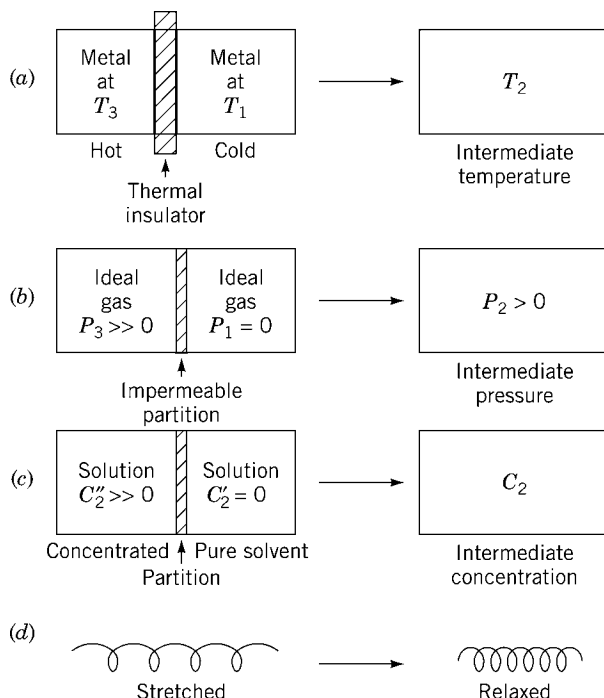 (a)
Metal
at
T₃
Metal
at
T₁
T₂
Hot
Cold
Thermal
insulator
Intermediate
temperature
(b)
Ideal
gas
P₃ >> 0
Ideal
gas
P₁ = 0
P₂ > 0
Impermeable
partition
Intermediate
pressure
(c)
Solution
C₂″ >> 0
Solution
C₂′ = 0
C₂
Concentrated
Pure solvent
Partition
Intermediate
concentration
(d)
Stretched
Relaxed